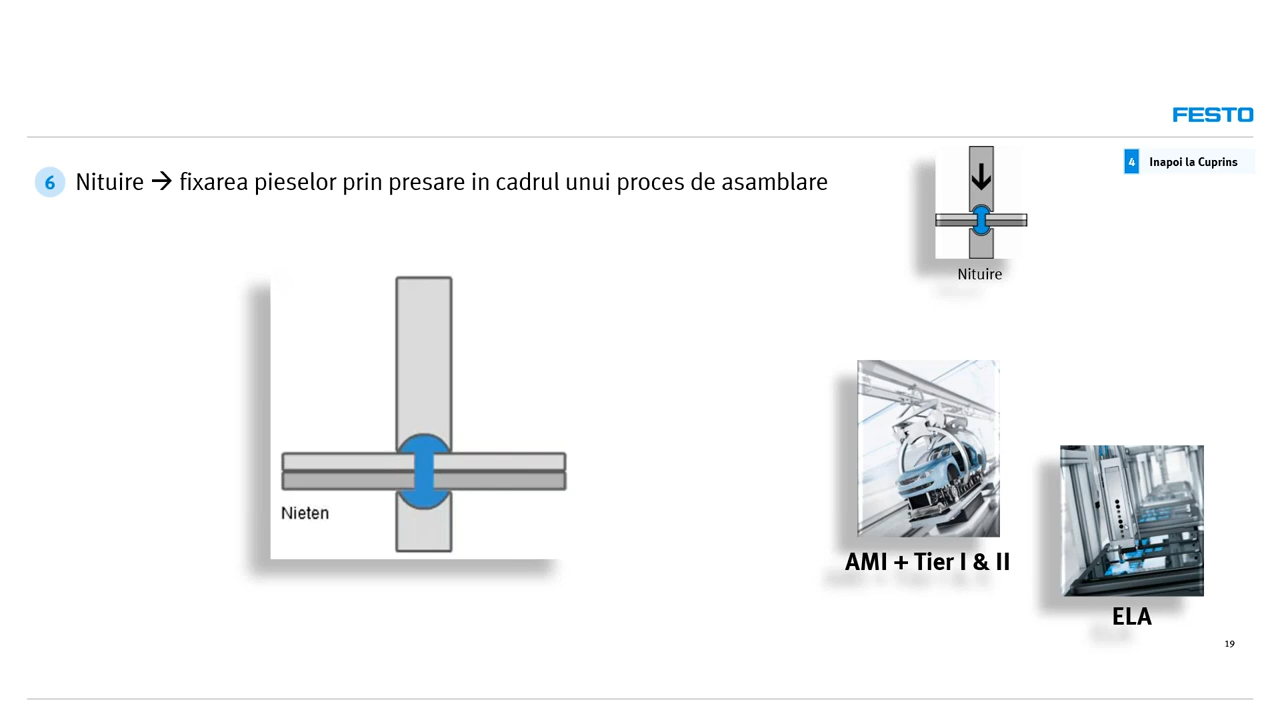 FESTO
4 Inapoi la Cuprins
6 Nituire → fixarea pieselor prin presare in cadrul unui proces de asamblare
Nituire
Nieten
AMI + Tier I & II
ELA
19